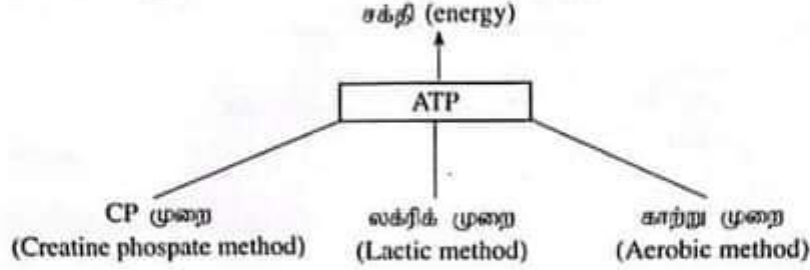 சக்தி (energy)
ATP
CP முறை
(Creatine phospate method)
லக்ரிக் முறை
(Lactic method)
காற்று முறை
(Aerobic method)